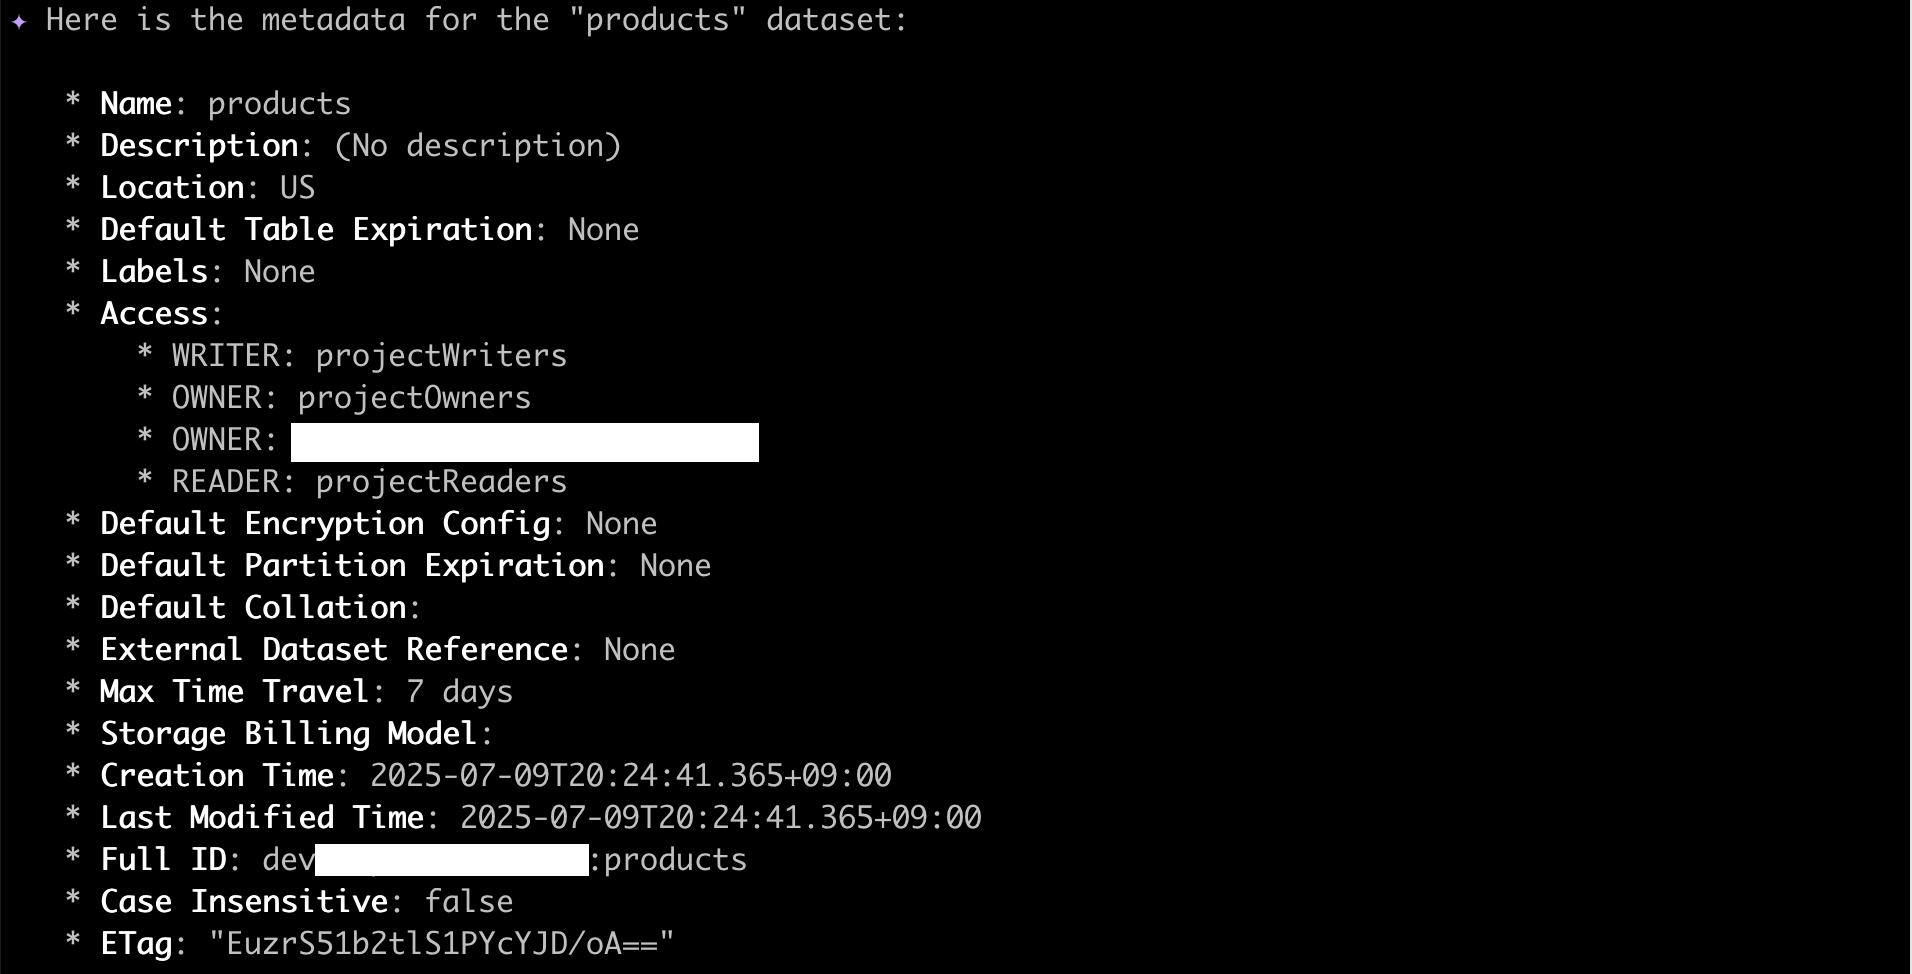 ✦ Here is the metadata for the "products" dataset:
* Name: products
* Description: (No description)
* Location: US
* Default Table Expiration: None
* Labels: None
* Access:
* WRITER: projectWriters
* OWNER: projectOwners
* OWNER:
* READER: projectReaders
* Default Encryption Config: None
* Default Partition Expiration: None
* Default Collation:
* External Dataset Reference: None
* Max Time Travel: 7 days
* Storage Billing Model:
* Creation Time: 2025-07-09T20:24:41.365+09:00
* Last Modified Time: 2025-07-09T20:24:41.365+09:00
* Full ID: dev :products
* Case Insensitive: false
* ETag: "EuzrS51b2tlS1PYcYJD/oA=="